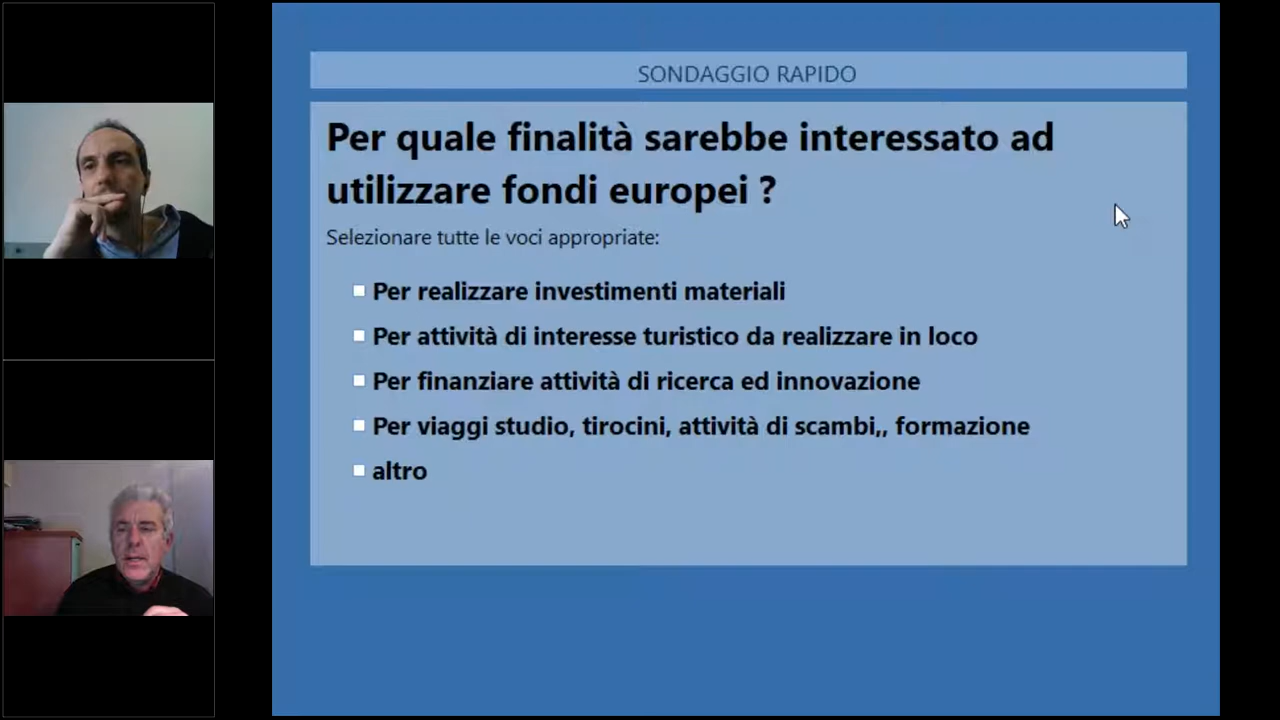 SONDAGGIO RAPIDO
Per quale finalità sarebbe interessato ad
utilizzare fondi europei ?
Selezionare tutte le voci appropriate:
Per realizzare investimenti materiali
Per attività di interesse turistico da realizzare in loco
Per finanziare attività di ricerca ed innovazione
Per viaggi studio, tirocini, attività di scambi,, formazione
altro